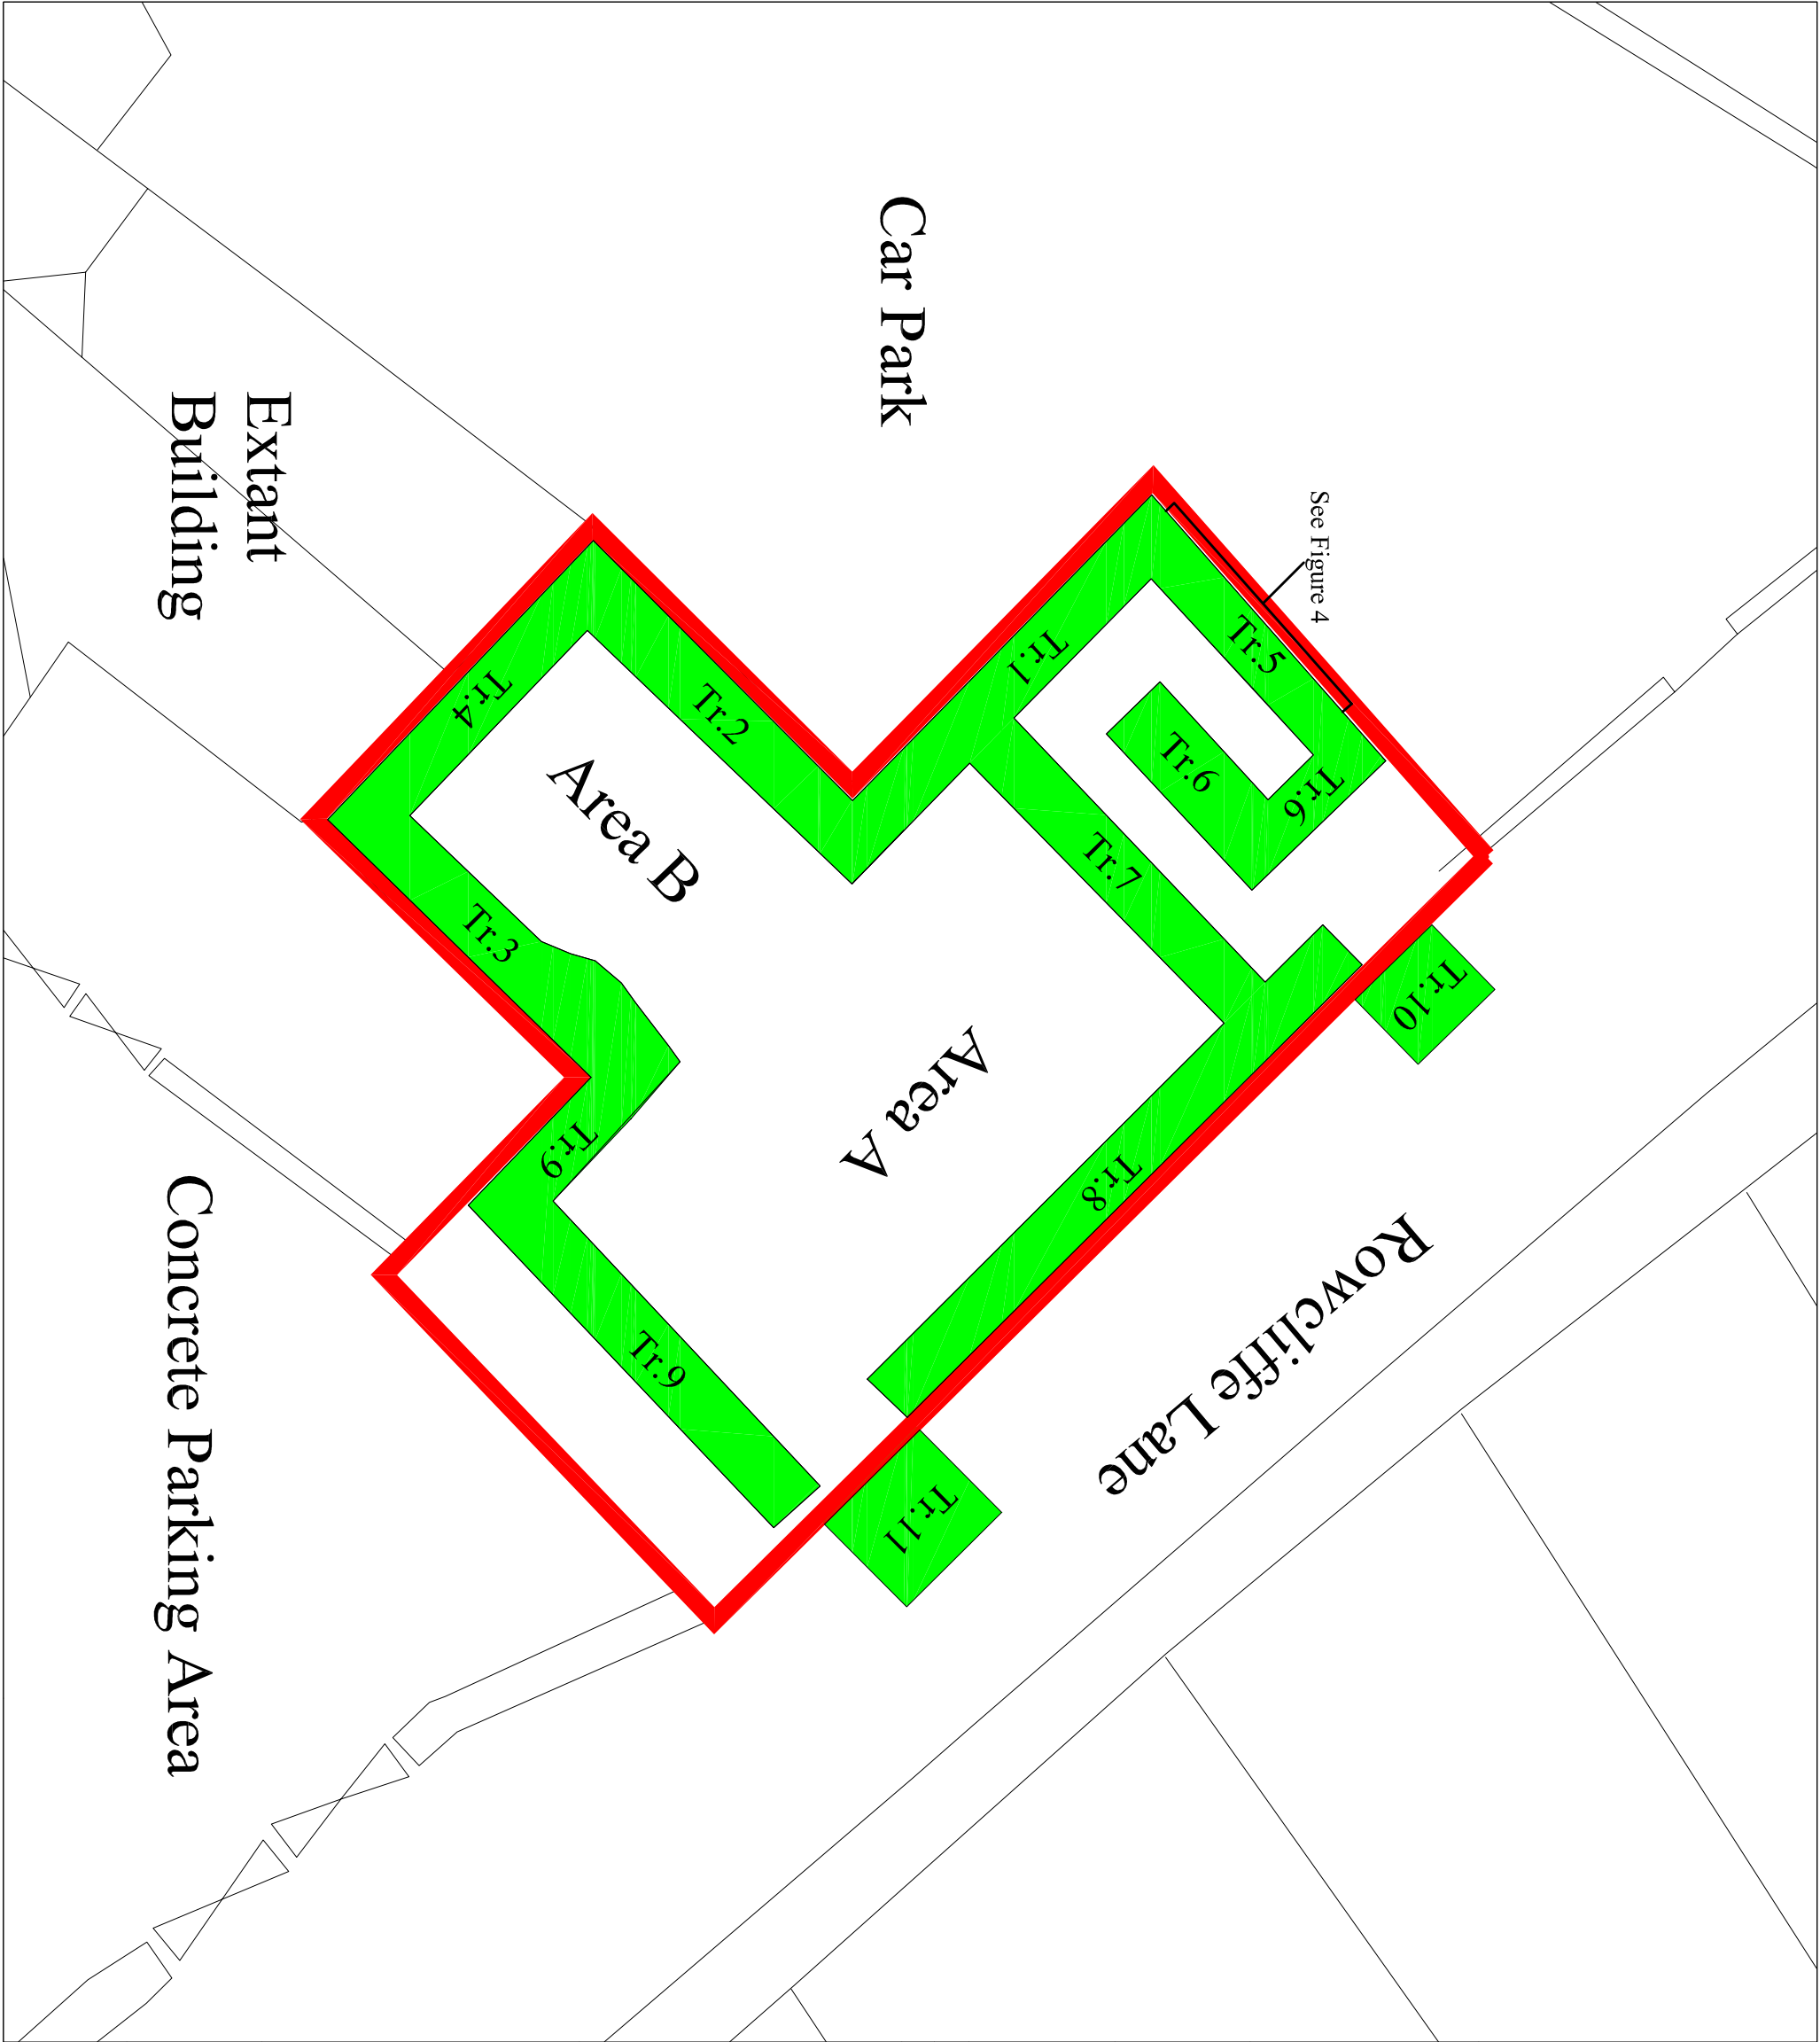 Car Park
See Figure 4
Extant
Building
Tr.1
Tr.5
Tr.4
Tr.2
Tr.6
Tr.6
Area B
Tr.7
Tr.3
Tr.10
Area A
Tr.9
Tr.8
Rowcliffe Lane
Tr.9
Tr.11
Concrete Parking Area